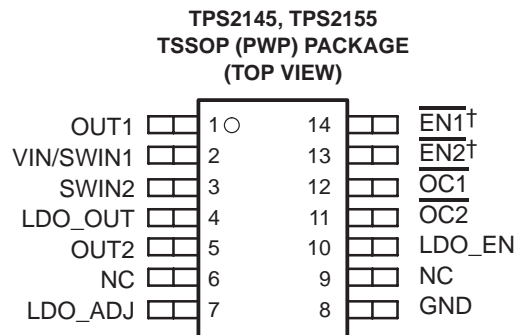 TPS2145, TPS2155
TSSOP (PWP) PACKAGE
(TOP VIEW)
OUT1 1 14 EN1†
VIN/SWIN1 2 13 EN2†
SWIN2 3 12 OC1
LDO_OUT 4 11 OC2
OUT2 5 10 LDO_EN
NC 6 9 NC
LDO_ADJ 7 8 GND